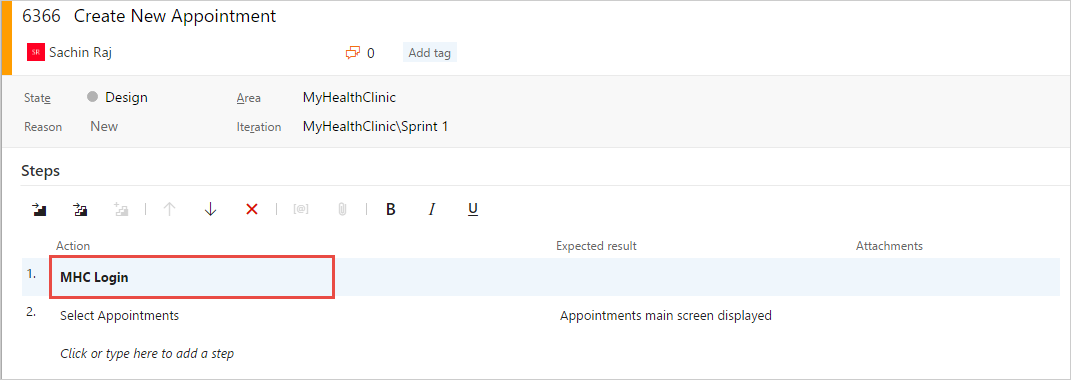 6366 Create New Appointment
SR Sachin Raj 0 Add tag
State Design Area MyHealthClinic
Reason New Iteration MyHealthClinic\Sprint 1
Steps
[@] B I U
Action Expected result Attachments
1. MHC Login
2. Select Appointments Appointments main screen displayed
Click or type here to add a step